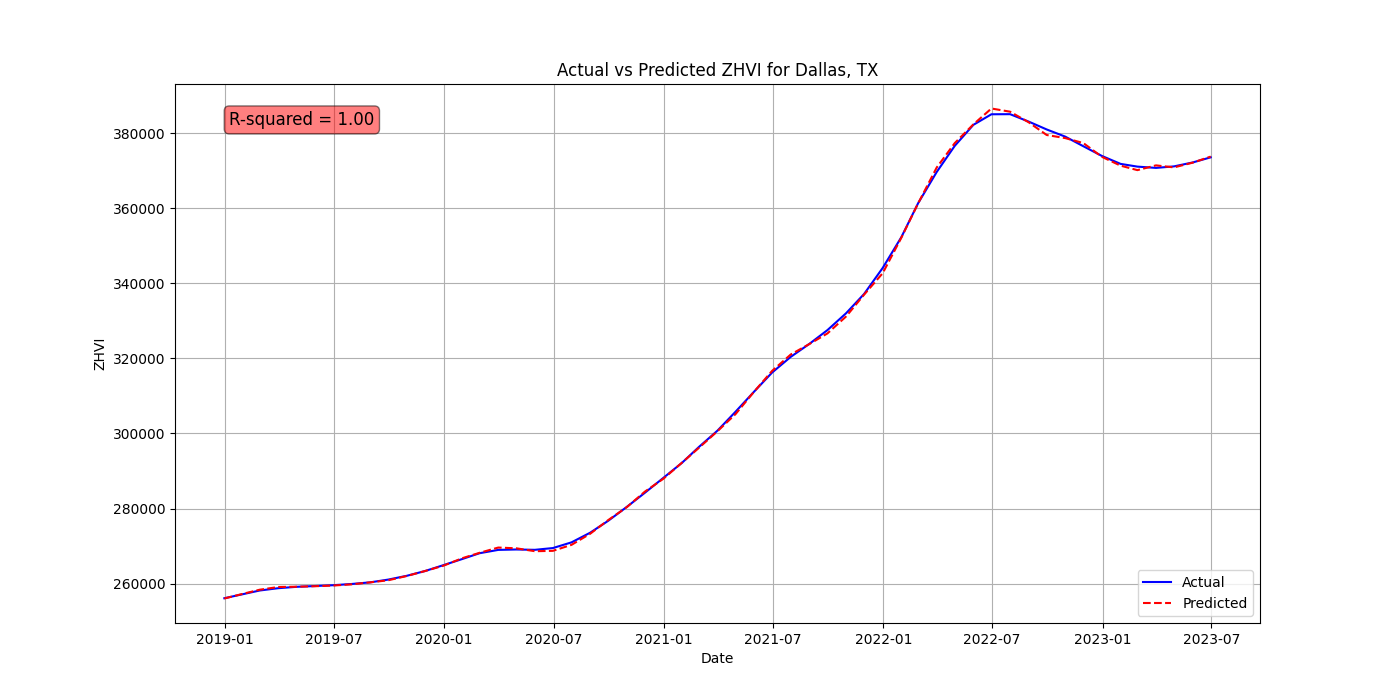 Actual vs Predicted ZHVI for Dallas, TX
R-squared = 1.00
380000
360000
340000
320000
300000
280000
260000
ZHVI
Actual
Predicted
2019-01 2019-07 2020-01 2020-07 2021-01 2021-07 2022-01 2022-07 2023-01 2023-07
Date